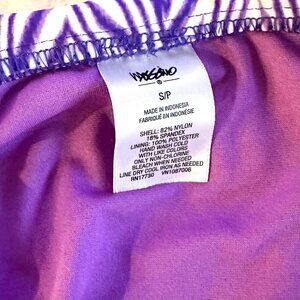 MOSSIMO
®
S/P
MADE IN INDONESIA
FABRIQUÉ EN INDONÉSIE
SHELL: 82% NYLON
18% SPANDEX
LINING: 100% POLYESTER
HAND WASH COLD
WITH LIKE COLORS
ONLY NON-CHLORINE
BLEACH WHEN NEEDED
LINE DRY COOL IRON AS NEEDED
RN17730 VN1087006